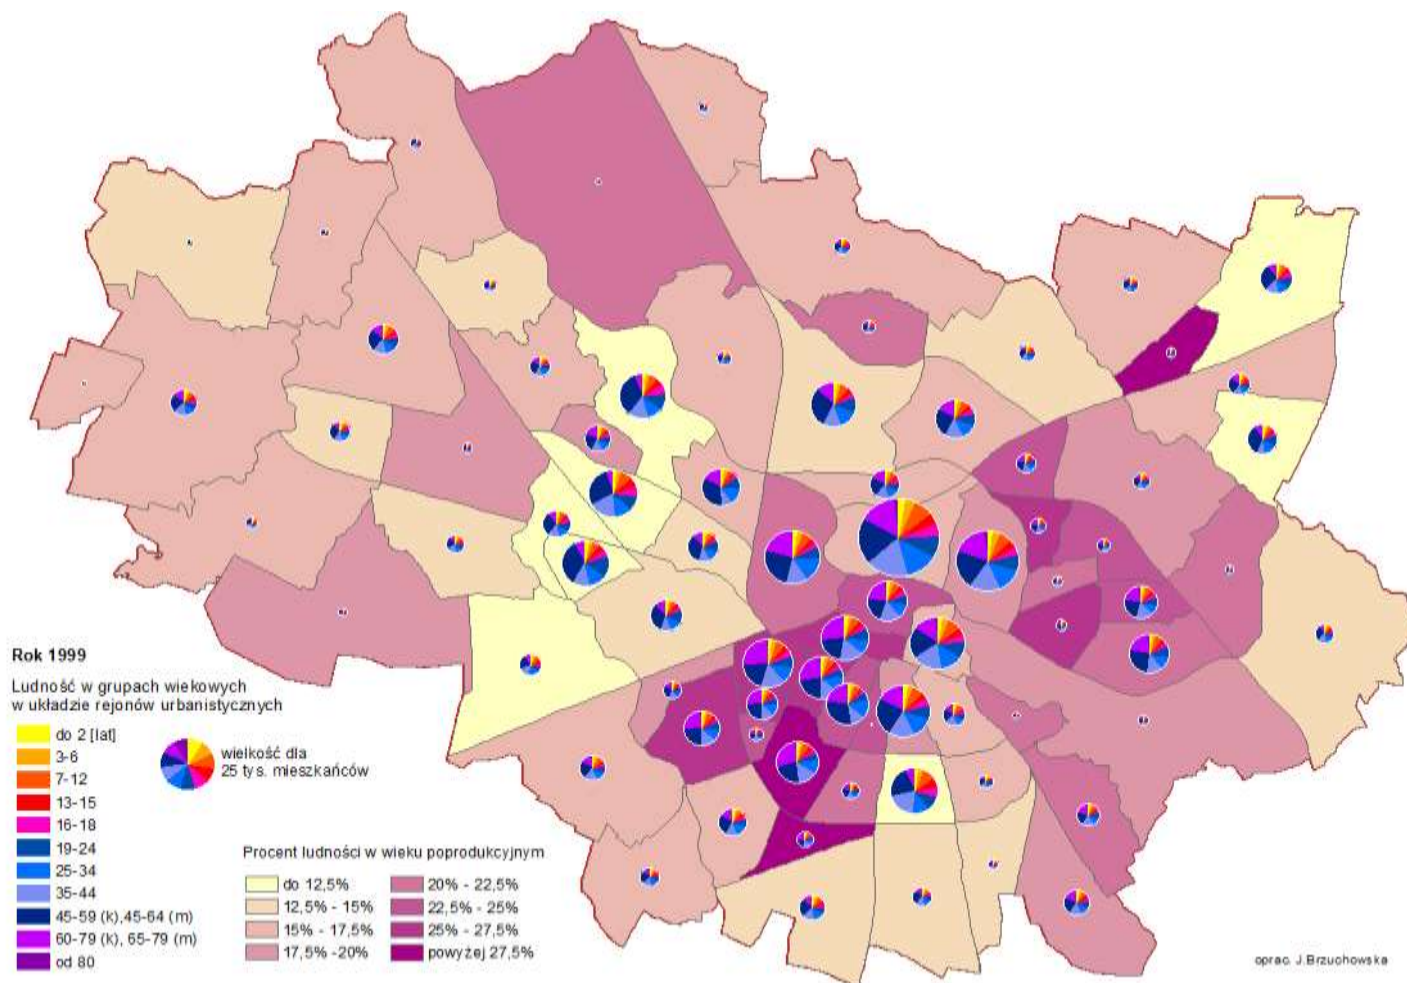 Rok 1999
Ludność w grupach wiekowych
w układzie rejonów urbanistycznych
do 2 [lat]
3-6
7-12
13-15
16-18
19-24
25-34
35-44
45-59 (k),45-64 (m)
60-79 (k), 65-79 (m)
od 80
wielkość dla
25 tys. mieszkańców
Procent ludności w wieku poprodukcyjnym
do 12,5%
12,5% - 15%
15% - 17,5%
17,5% -20%
20% - 22,5%
22,5% - 25%
25% - 27,5%
powyżej 27,5%
oprac. J.Brzuchowska